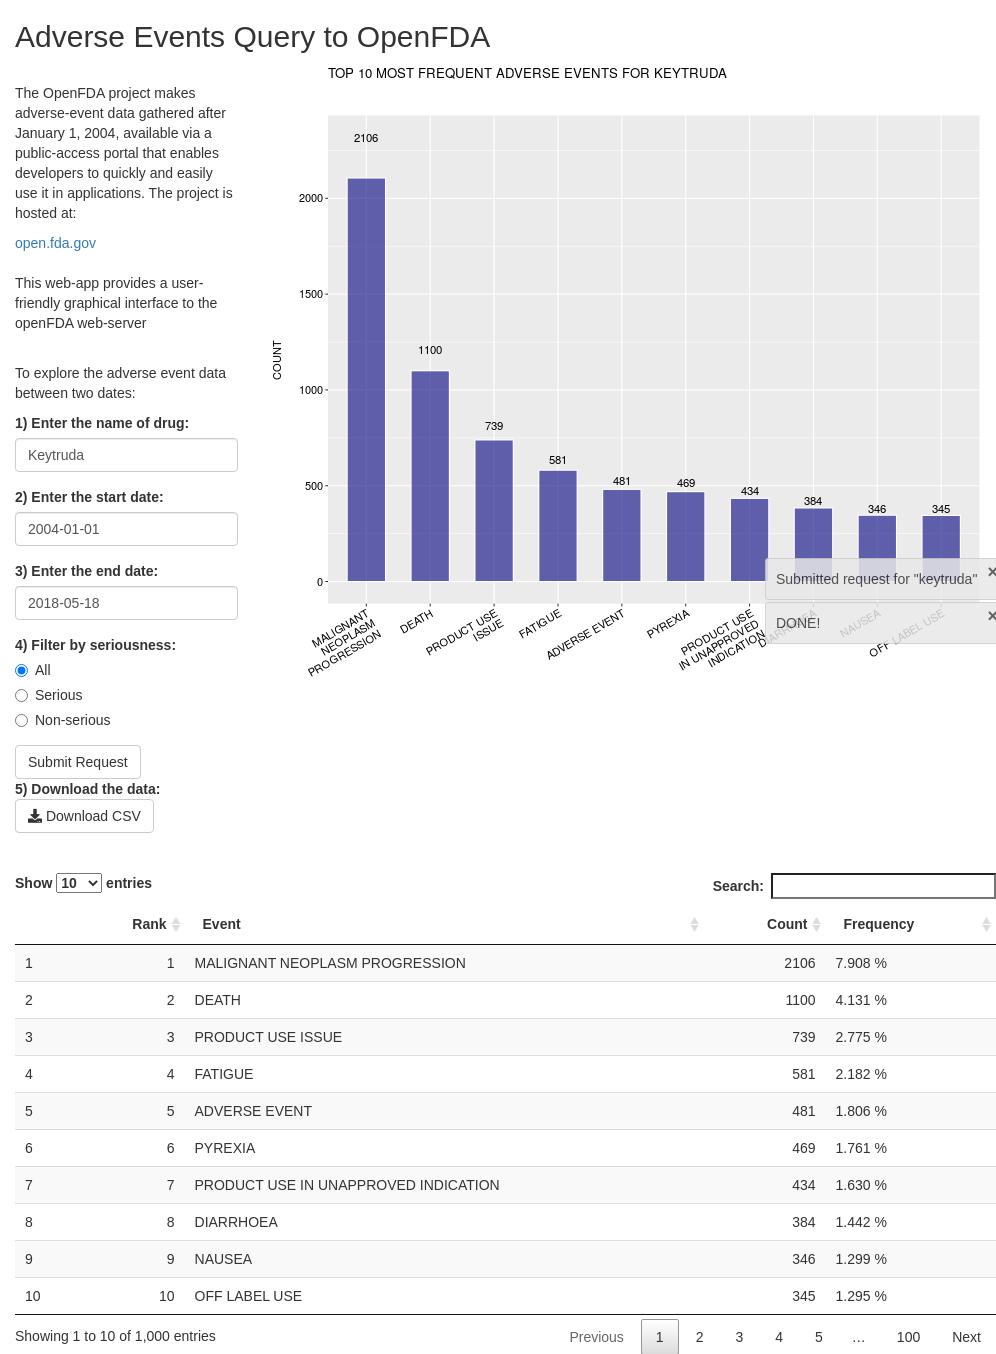 Adverse Events Query to OpenFDA
The OpenFDA project makes
adverse-event data gathered after
January 1, 2004, available via a
public-access portal that enables
developers to quickly and easily
use it in applications. The project is
hosted at:
open.fda.gov
This web-app provides a user-
friendly graphical interface to the
openFDA web-server
To explore the adverse event data
between two dates:
1) Enter the name of drug:
Keytruda
2) Enter the start date:
2004-01-01
3) Enter the end date:
2018-05-18
4) Filter by seriousness:
All
Serious
Non-serious
Submit Request
5) Download the data:
Download CSV
TOP 10 MOST FREQUENT ADVERSE EVENTS FOR KEYTRUDA
COUNT
2000
1500
1000
500
0
2106
1100
739
581
481
469
434
384
346
345
MALIGNANT
NEOPLASM
PROGRESSION
DEATH
PRODUCT USE
ISSUE
FATIGUE
ADVERSE EVENT
PYREXIA
PRODUCT USE
IN UNAPPROVED
INDICATION
DIARRHOEA
NAUSEA
OFF LABEL USE
Submitted request for "keytruda" ×
DONE! ×
Show 10 entries
Search:
Rank Event Count Frequency
1 1 MALIGNANT NEOPLASM PROGRESSION 2106 7.908 %
2 2 DEATH 1100 4.131 %
3 3 PRODUCT USE ISSUE 739 2.775 %
4 4 FATIGUE 581 2.182 %
5 5 ADVERSE EVENT 481 1.806 %
6 6 PYREXIA 469 1.761 %
7 7 PRODUCT USE IN UNAPPROVED INDICATION 434 1.630 %
8 8 DIARRHOEA 384 1.442 %
9 9 NAUSEA 346 1.299 %
10 10 OFF LABEL USE 345 1.295 %
Showing 1 to 10 of 1,000 entries
Previous 1 2 3 4 5 … 100 Next